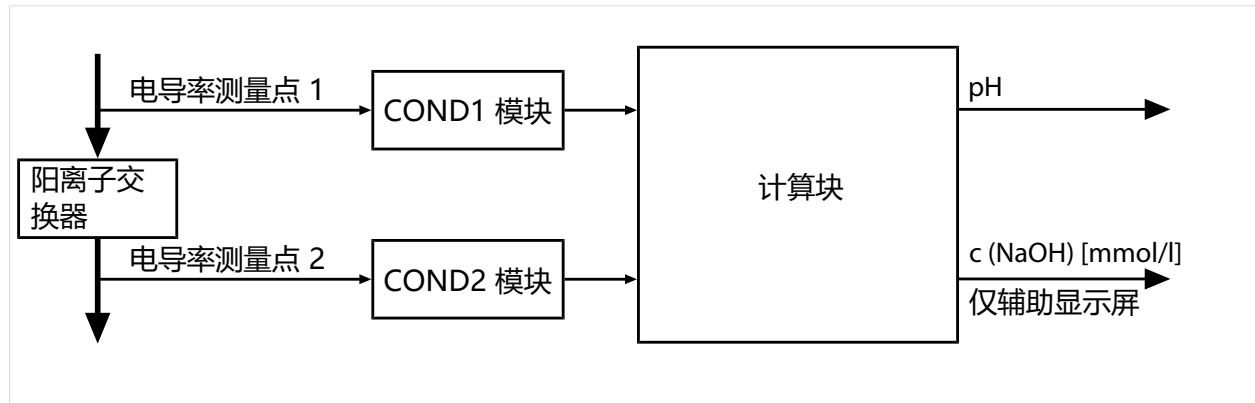 电导率测量点 1
COND1 模块
pH
阳离子交
换器
计算块
电导率测量点 2
COND2 模块
c (NaOH) [mmol/l]
仅辅助显示屏